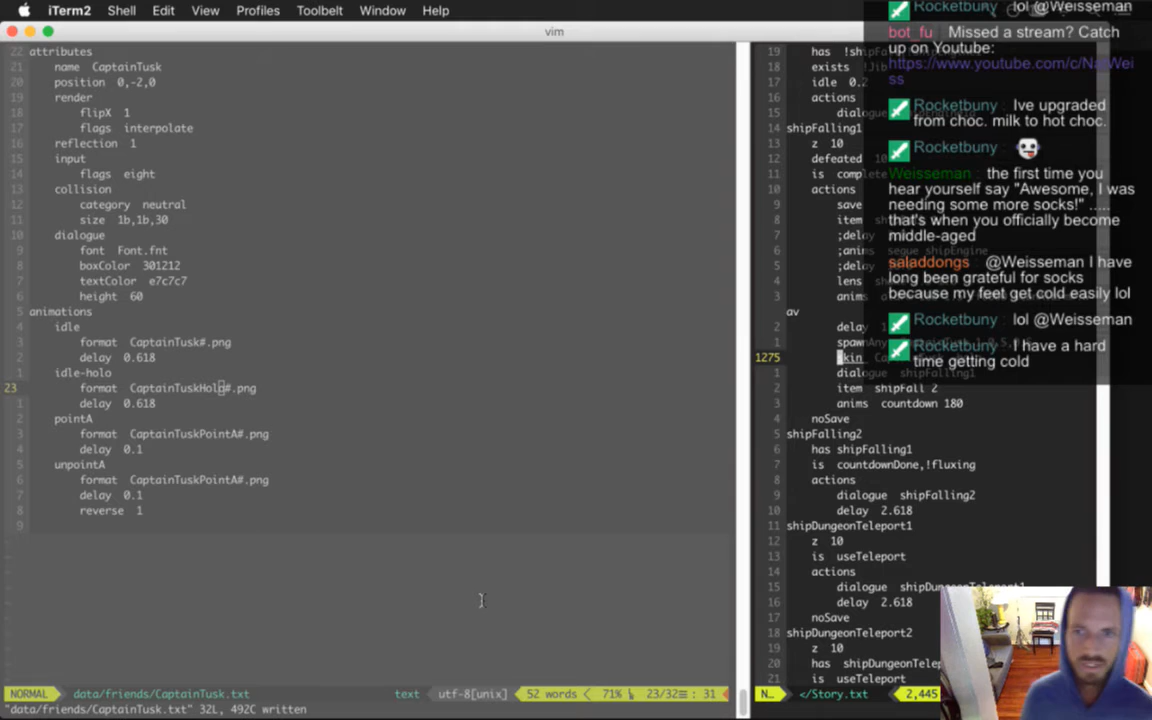 iTerm2 Shell Edit View Profiles Toolbelt Window Help
vim
22 attributes
21 name CaptainTusk
20 position 0,-2,0
19 render
18 flipX 1
17 flags interpolate
16 reflection 1
15 input
14 flags eight
13 collision
12 category neutral
11 size 1b,1b,30
10 dialogue
9 font Font.fnt
8 boxColor 301212
7 textColor e7c7c7
6 height 60
5 animations
4 idle
3 format CaptainTusk#.png
2 delay 0.618
1 idle-holo
23 format CaptainTuskHolo#.png
1 delay 0.618
2 pointA
3 format CaptainTuskPointA#.png
4 delay 0.1
5 unpointA
6 format CaptainTuskPointA#.png
7 delay 0.1
8 reverse 1
9
NORMAL data/friends/CaptainTusk.txt text utf-8[unix] 52 words 71% 23/32 : 31
"data/friends/CaptainTusk.txt" 32L, 492C written
19 has
18 exists
17 idle
16 actions
15
14 shipFalling1
13 z 10
12 defeated
11 is
10 actions
9 save
8 item
7 ;delay
6 ;anims segue shipEngine
5 ;delay
4 lens
3 anims
av
2 delay
1
1275 skin
1 dialogue shipFalling1
2 item shipFall 2
3 anims countdown 180
4 noSave
5 shipFalling2
6 has shipFalling1
7 is countdownDone,!fluxing
8 actions
9 dialogue shipFalling2
10 delay 2.618
11 shipDungeonTeleport1
12 z 10
13 is useTeleport
14 actions
15 dialogue shipDungeonTeleport1
16 delay 2.618
17 noSave
18 shipDungeonTeleport2
19 z 10
20 has
21 is useTeleport
N... </Story.txt 2,445
Rocketbuny lol @Weisseman
bot_fu Missed a stream? Catch
up on Youtube:
https://www.youtube.com/c/NatWei
ss
Rocketbuny : Ive upgraded
from choc. milk to hot choc.
Rocketbuny :
Weisseman the first time you
hear yourself say "Awesome, I was
needing some more socks!" .....
that's when you officially become
middle-aged
saladdongs @Weisseman I have
long been grateful for socks
because my feet get cold easily lol
Rocketbuny : lol @Weisseman
Rocketbuny : I have a hard
time getting cold